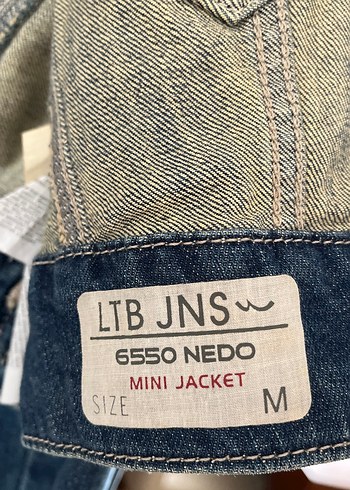 LTB JNS
6550 NEDO
MINI JACKET
SIZE M